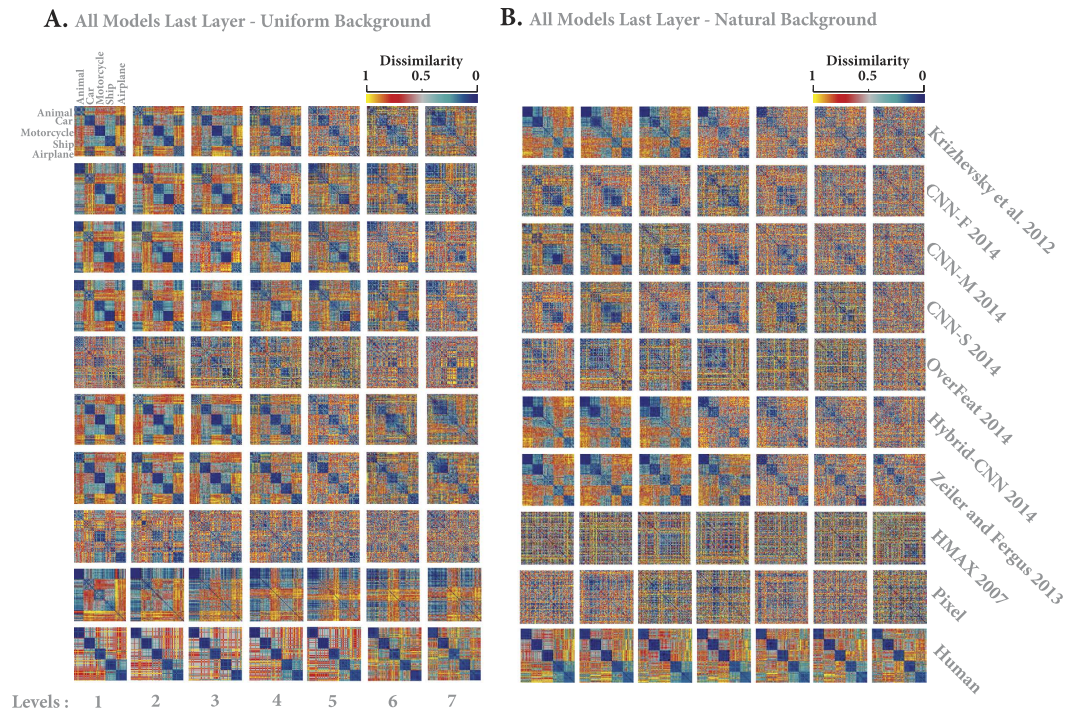 A. All Models Last Layer - Uniform Background
B. All Models Last Layer - Natural Background
Dissimilarity
1 0.5 0
Dissimilarity
1 0.5 0
Animal
Car
Motorcycle
Ship
Airplane
Animal
Car
Motorcycle
Ship
Airplane
Krizhevsky et al. 2012
CNN-F 2014
CNN-M 2014
CNN-S 2014
OverFeat 2014
Hybrid-CNN 2014
Zeiler and Fergus 2013
HMAX 2007
Pixel
Human
Levels : 1 2 3 4 5 6 7